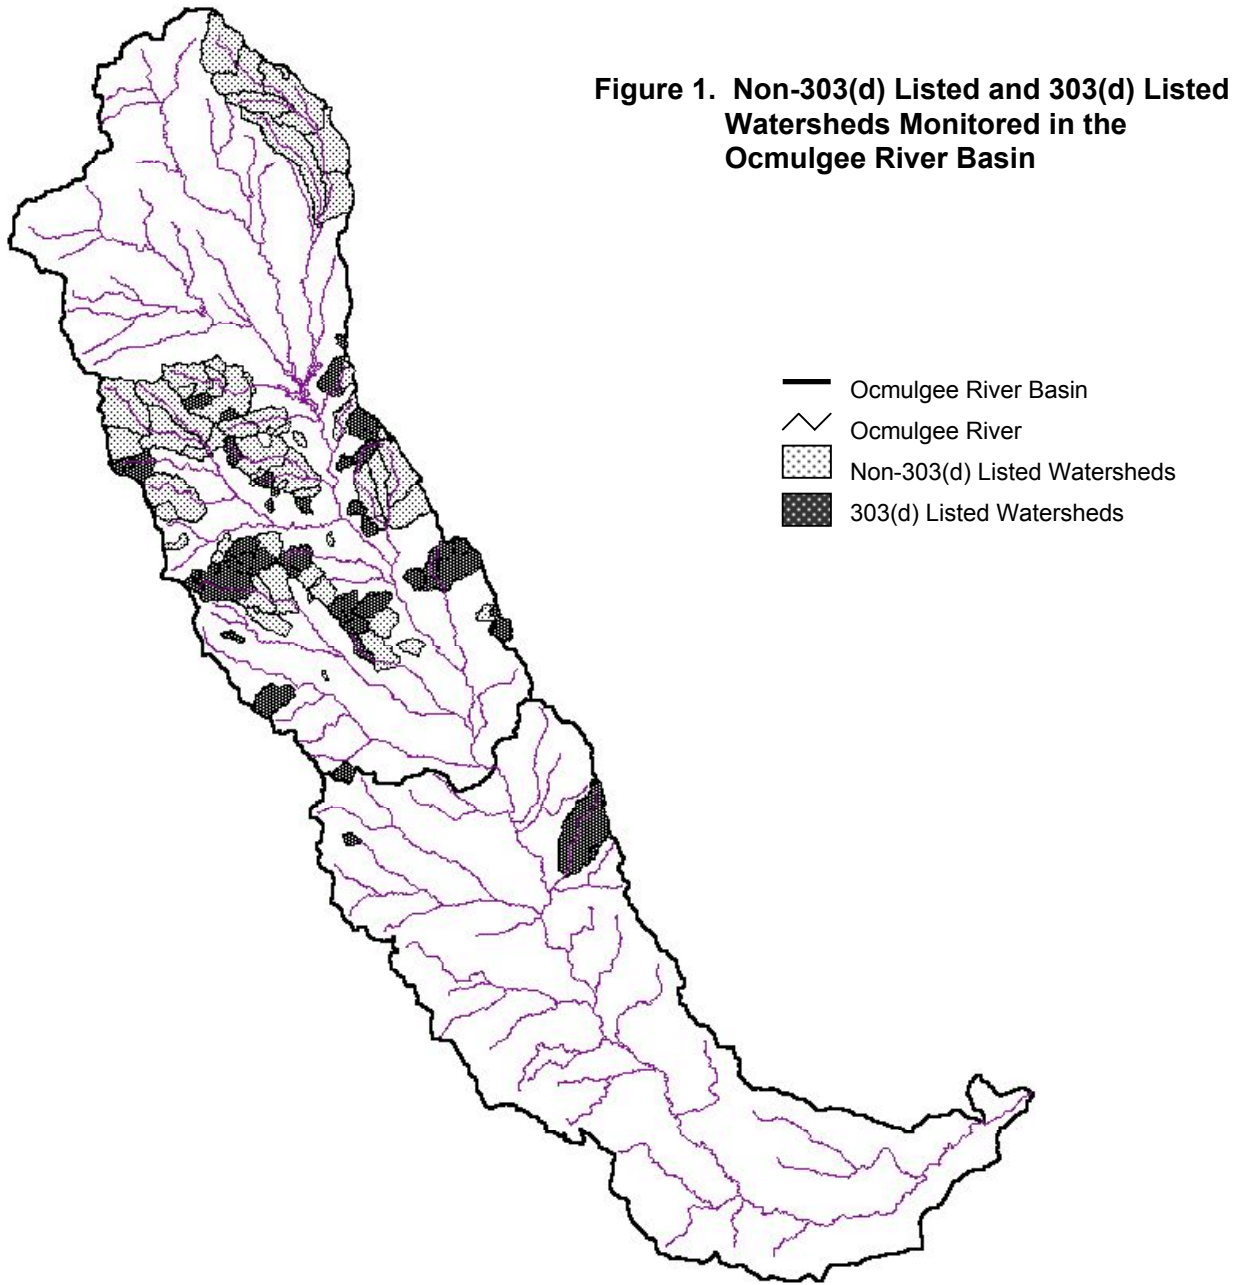 Figure 1. Non-303(d) Listed and 303(d) Listed
Watersheds Monitored in the
Ocmulgee River Basin
Ocmulgee River Basin
Ocmulgee River
Non-303(d) Listed Watersheds
303(d) Listed Watersheds